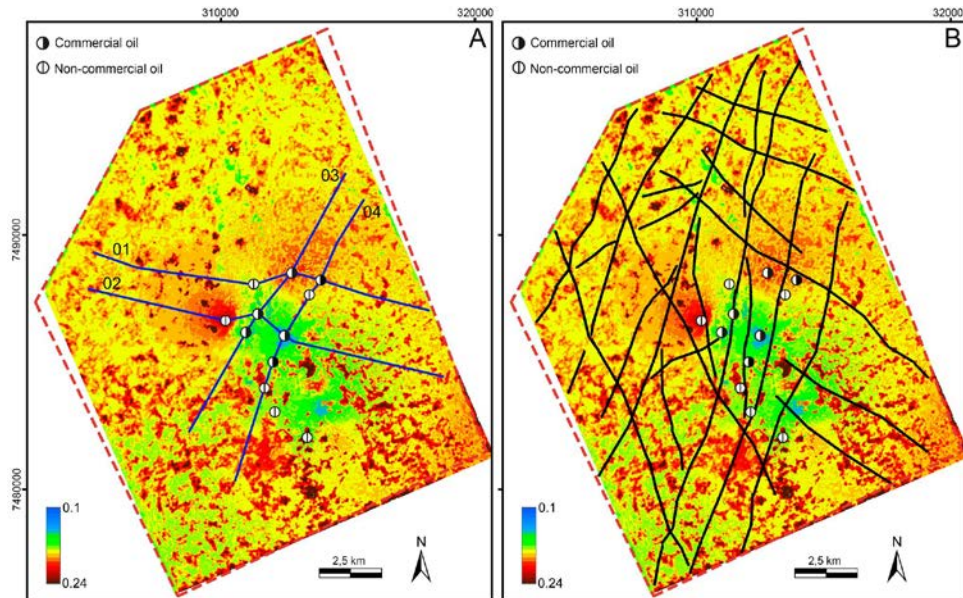 310000
320000
A
Commercial oil
Non-commercial oil
03
04
01
02
7490000
7480000
0.1
0.24
2,5 km
N
310000
32000
B
Commercial oil
Non-commercial oil
0.1
0.24
2,5 km
N